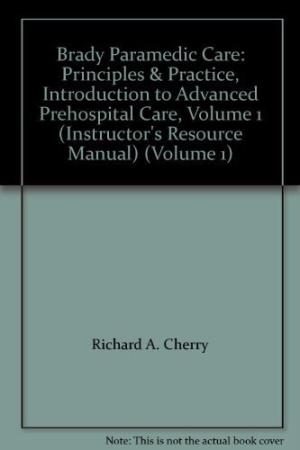 Brady Paramedic Care:
Principles & Practice,
Introduction to Advanced
Prehospital Care, Volume 1
(Instructor's Resource
Manual) (Volume 1)
Richard A. Cherry
Note: This is not the actual book cover